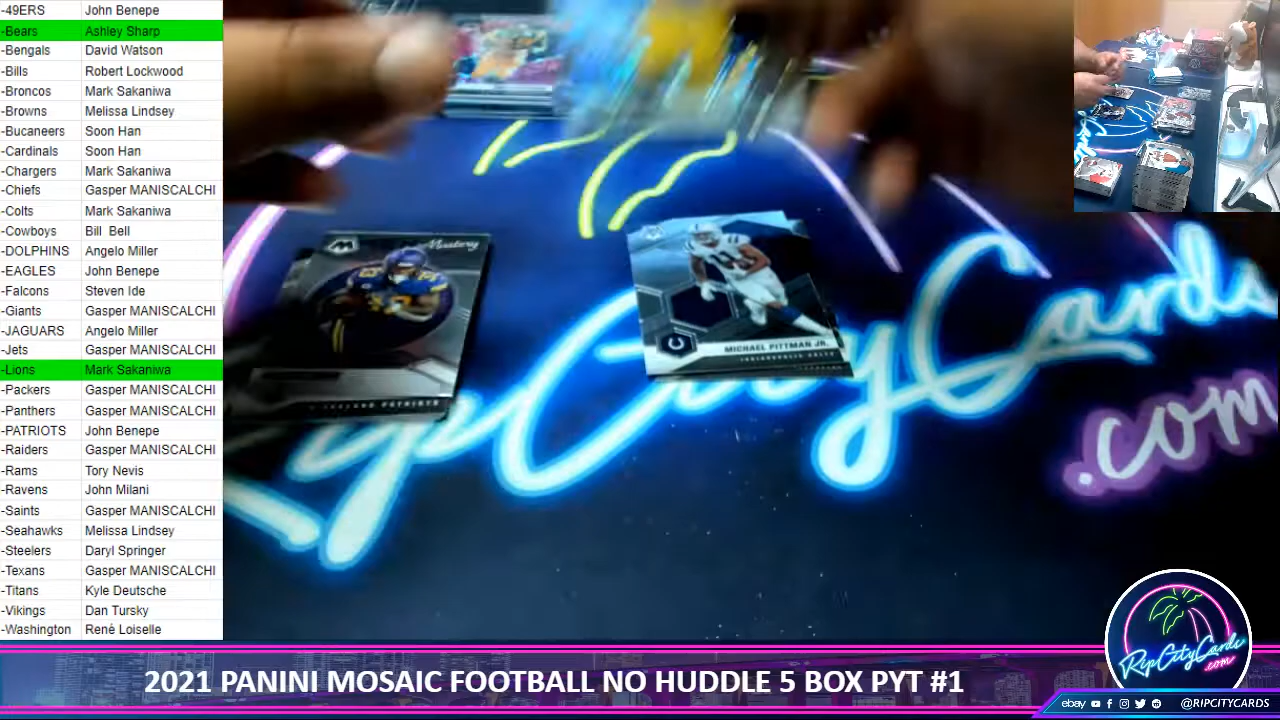 -49ERS John Benepe
-Bears Ashley Sharp
-Bengals David Watson
-Bills Robert Lockwood
-Broncos Mark Sakaniwa
-Browns Melissa Lindsey
-Bucaneers Soon Han
-Cardinals Soon Han
-Chargers Mark Sakaniwa
-Chiefs Gasper MANISCALCHI
-Colts Mark Sakaniwa
-Cowboys Bill Bell
-DOLPHINS Angelo Miller
-EAGLES John Benepe
-Falcons Steven Ide
-Giants Gasper MANISCALCHI
-JAGUARS Angelo Miller
-Jets Gasper MANISCALCHI
-Lions Mark Sakaniwa
-Packers Gasper MANISCALCHI
-Panthers Gasper MANISCALCHI
-PATRIOTS John Benepe
-Raiders Gasper MANISCALCHI
-Rams Tory Nevis
-Ravens John Milani
-Saints Gasper MANISCALCHI
-Seahawks Melissa Lindsey
-Steelers Daryl Springer
-Texans Gasper MANISCALCHI
-Titans Kyle Deutsche
-Vikings Dan Tursky
-Washington René Loiselle
MICHAEL PITTMAN JR.
INDIANAPOLIS COLTS
RipCityCards
.com
RipCityCards
.com
2021 PANINI MOSAIC FOOTBALL NO HUDDLE 5 BOX PYT #1
ebay @RIPCITYCARDS